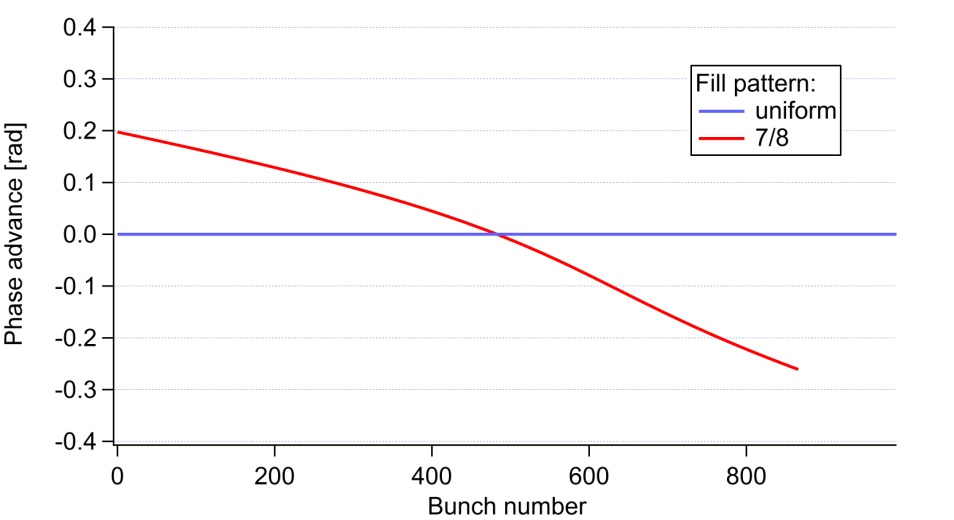 0.4
0.3
0.2
0.1
0.0
-0.1
-0.2
-0.3
-0.4
Phase advance [rad]
Fill pattern:
uniform
7/8
0 200 400 600 800
Bunch number